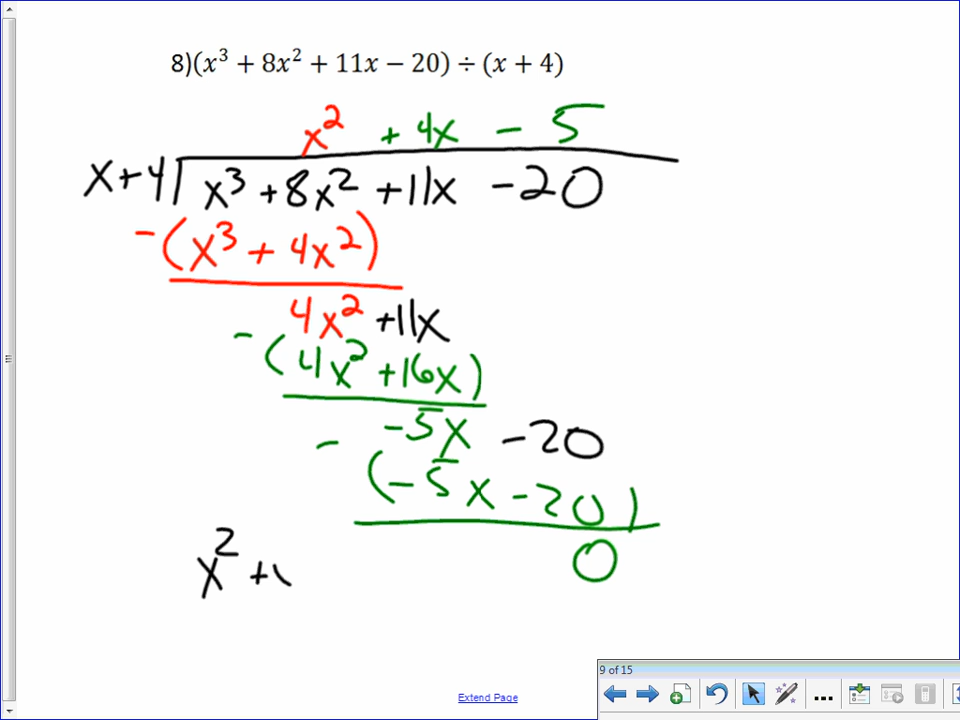 8)(x³ + 8x² + 11x − 20) ÷ (x + 4)
x² + 4x − 5
x+4) x³ + 8x² + 11x − 20
−(x³ + 4x²)
4x² + 11x
−(4x² + 16x)
−5x − 20
−
(−5x − 20)
0
x² +
Extend Page
9 of 15
...